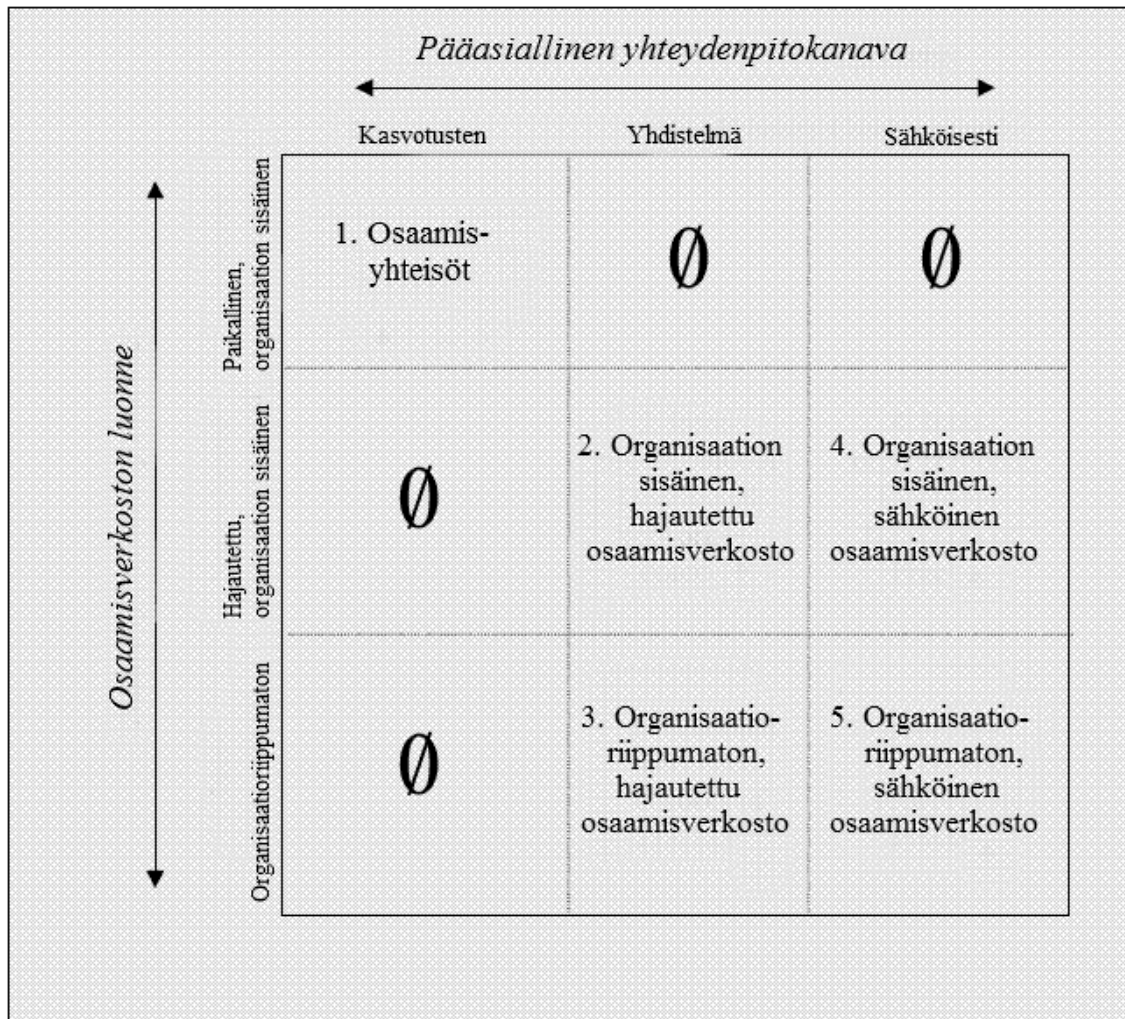 Pääasiallinen yhteydenpitokanava
Kasvotusten
Yhdistelmä
Sähköisesti
Osaamisverkoston luonne
Paikallinen,
organisaation sisäinen
1. Osaamis-
yhteisöt
Ø
Ø
Hajautettu,
organisaation sisäinen
Ø
2. Organisaation
sisäinen,
hajautettu
osaamisverkosto
4. Organisaation
sisäinen,
sähköinen
osaamisverkosto
Organisaatioriippumaton
Ø
3. Organisaatio-
riippumaton,
hajautettu
osaamisverkosto
5. Organisaatio-
riippumaton,
sähköinen
osaamisverkosto